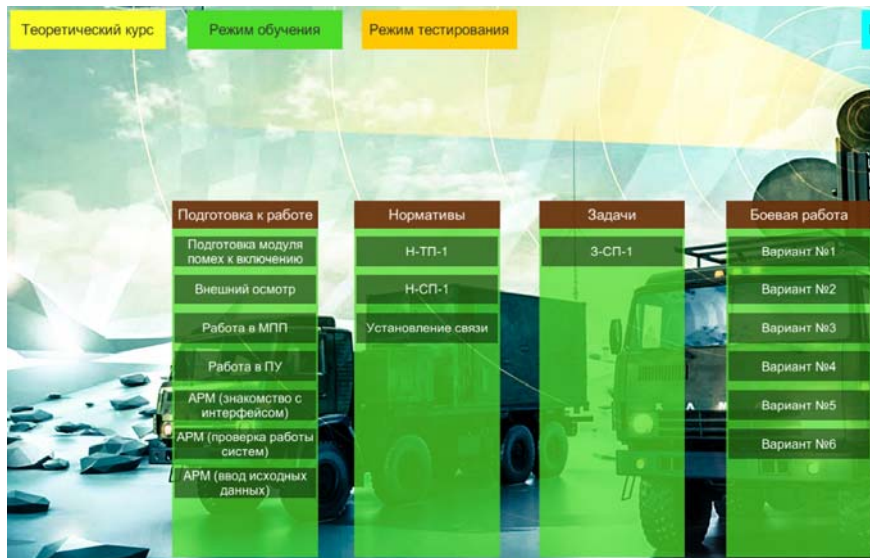 Теоретический курс
Режим обучения
Режим тестирования
Подготовка к работе
Подготовка модуля
помех к включению
Внешний осмотр
Работа в МПП
Работа в ПУ
АРМ (знакомство с
интерфейсом)
АРМ (проверка работы
систем)
АРМ (ввод исходных
данных)
Нормативы
Н-ТП-1
Н-СП-1
Установление связи
Задачи
З-СП-1
Боевая работа
Вариант №1
Вариант №2
Вариант №3
Вариант №4
Вариант №5
Вариант №6